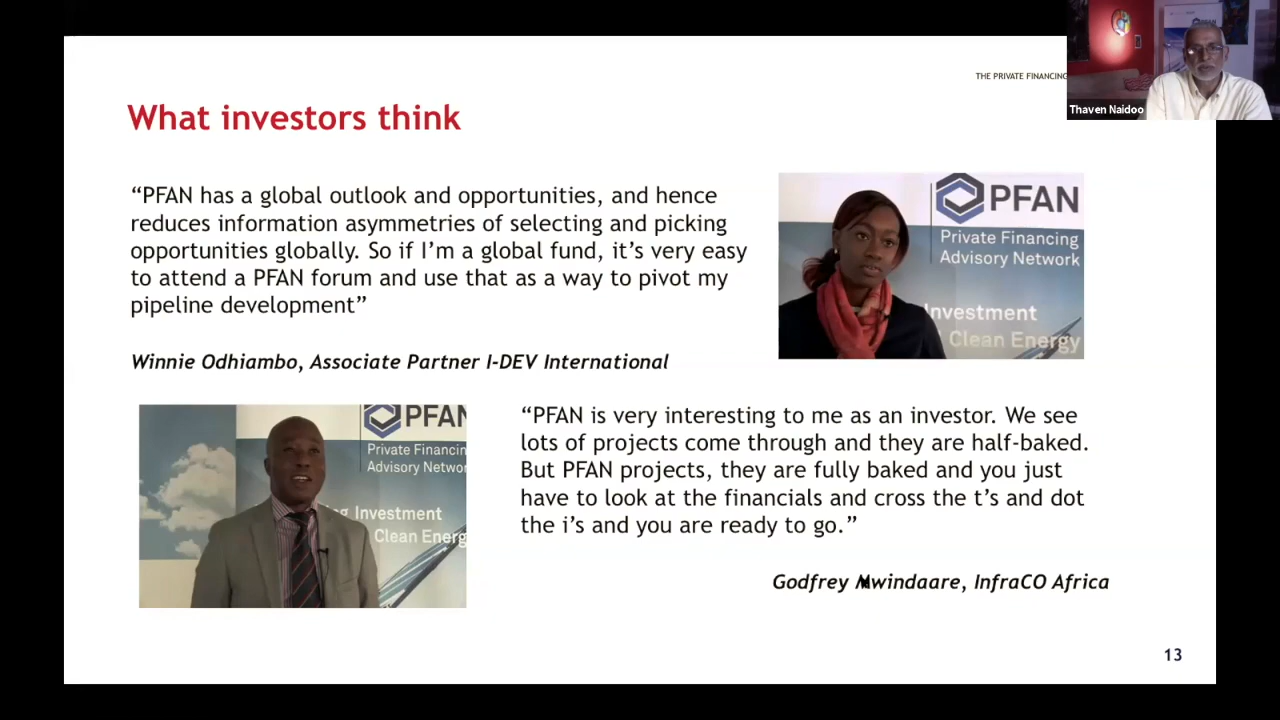 THE PRIVATE FINANCING
Thaven Naidoo
PFAN
What investors think
“PFAN has a global outlook and opportunities, and hence
reduces information asymmetries of selecting and picking
opportunities globally. So if I’m a global fund, it’s very easy
to attend a PFAN forum and use that as a way to pivot my
pipeline development”
Winnie Odhiambo, Associate Partner I-DEV International
PFAN
Private Financing
Advisory Network
Investment
Clean Energy
PFAN
Private Financin
Advisory Networ
Investment
Clean Energ
“PFAN is very interesting to me as an investor. We see
lots of projects come through and they are half-baked.
But PFAN projects, they are fully baked and you just
have to look at the financials and cross the t’s and dot
the i’s and you are ready to go.”
Godfrey Mwindaare, InfraCO Africa
13